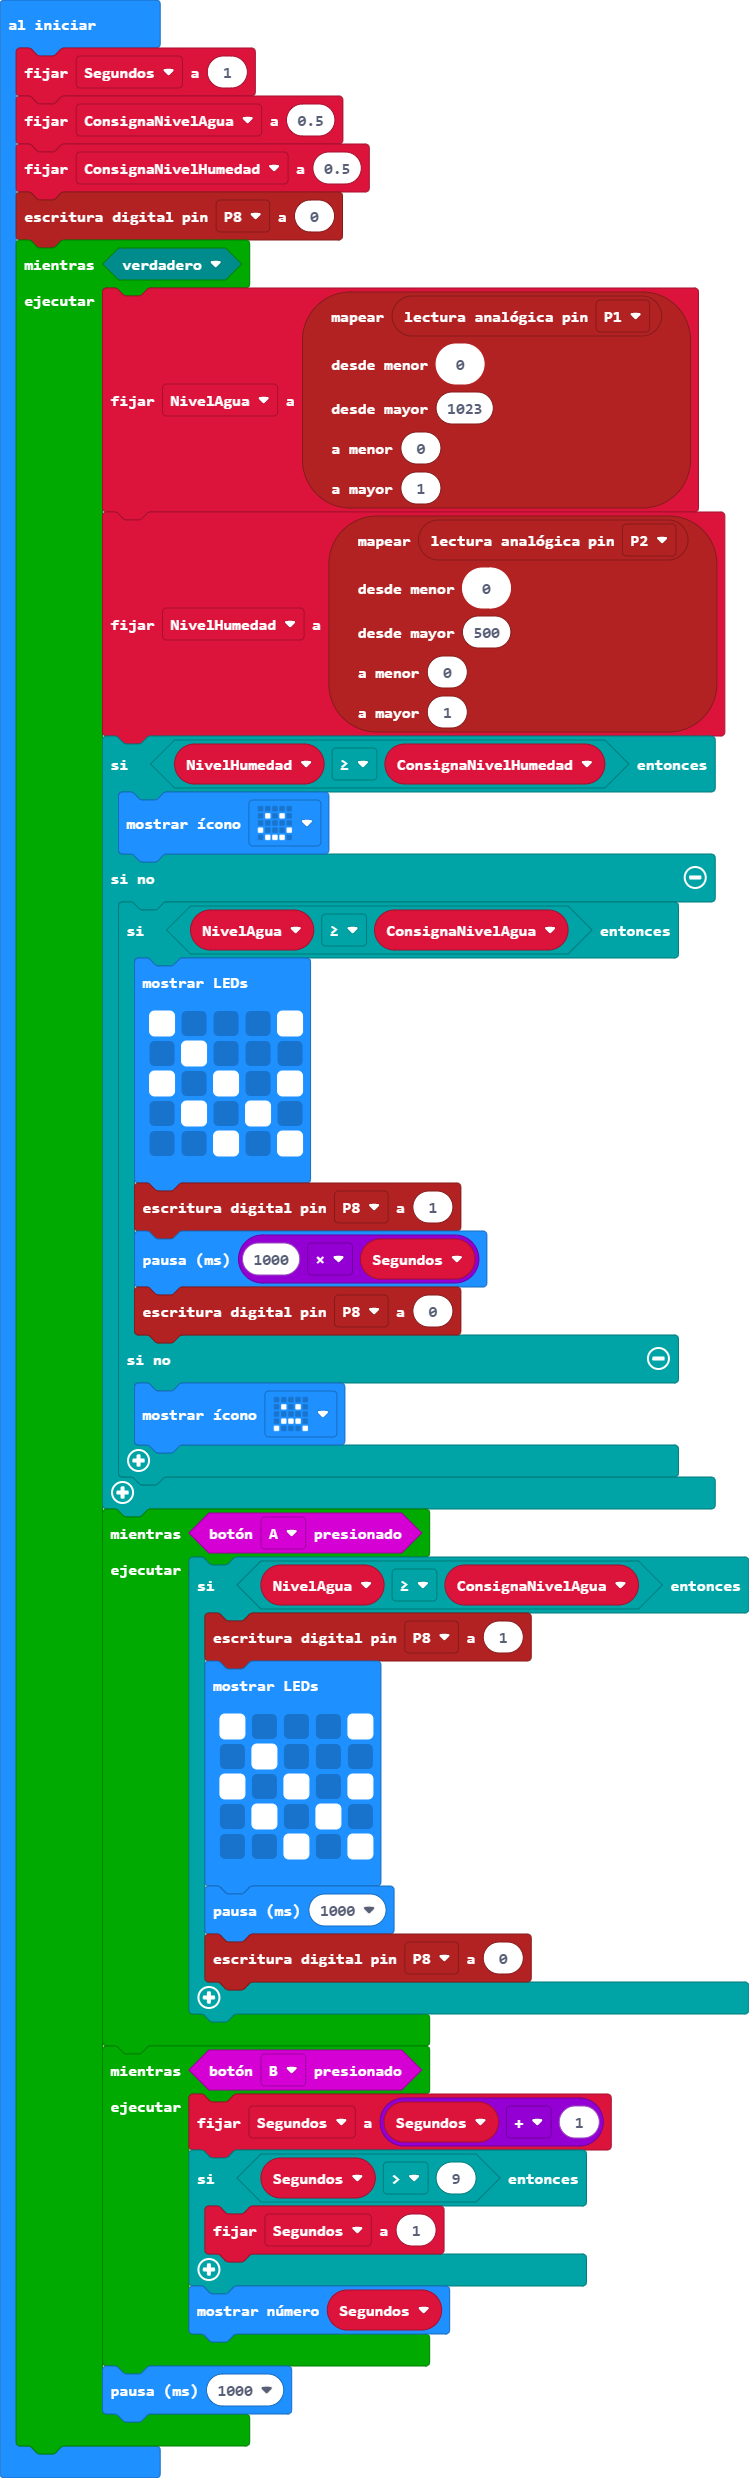 al iniciar
fijar Segundos a 1
fijar ConsignaNivelAgua a 0.5
fijar ConsignaNivelHumedad a 0.5
escritura digital pin P8 a 0
mientras verdadero
ejecutar
mapear lectura analógica pin P1
desde menor 0
fijar NivelAgua a
desde mayor 1023
a menor 0
a mayor 1
mapear lectura analógica pin P2
desde menor 0
fijar NivelHumedad a
desde mayor 500
a menor 0
a mayor 1
si NivelHumedad ≥ ConsignaNivelHumedad entonces
mostrar ícono
si no
si NivelAgua ≥ ConsignaNivelAgua entonces
mostrar LEDs
escritura digital pin P8 a 1
pausa (ms) 1000 × Segundos
escritura digital pin P8 a 0
si no
mostrar ícono
mientras botón A presionado
ejecutar
si NivelAgua ≥ ConsignaNivelAgua entonces
escritura digital pin P8 a 1
mostrar LEDs
pausa (ms) 1000
escritura digital pin P8 a 0
mientras botón B presionado
ejecutar
fijar Segundos a Segundos + 1
si Segundos > 9 entonces
fijar Segundos a 1
mostrar número Segundos
pausa (ms) 1000